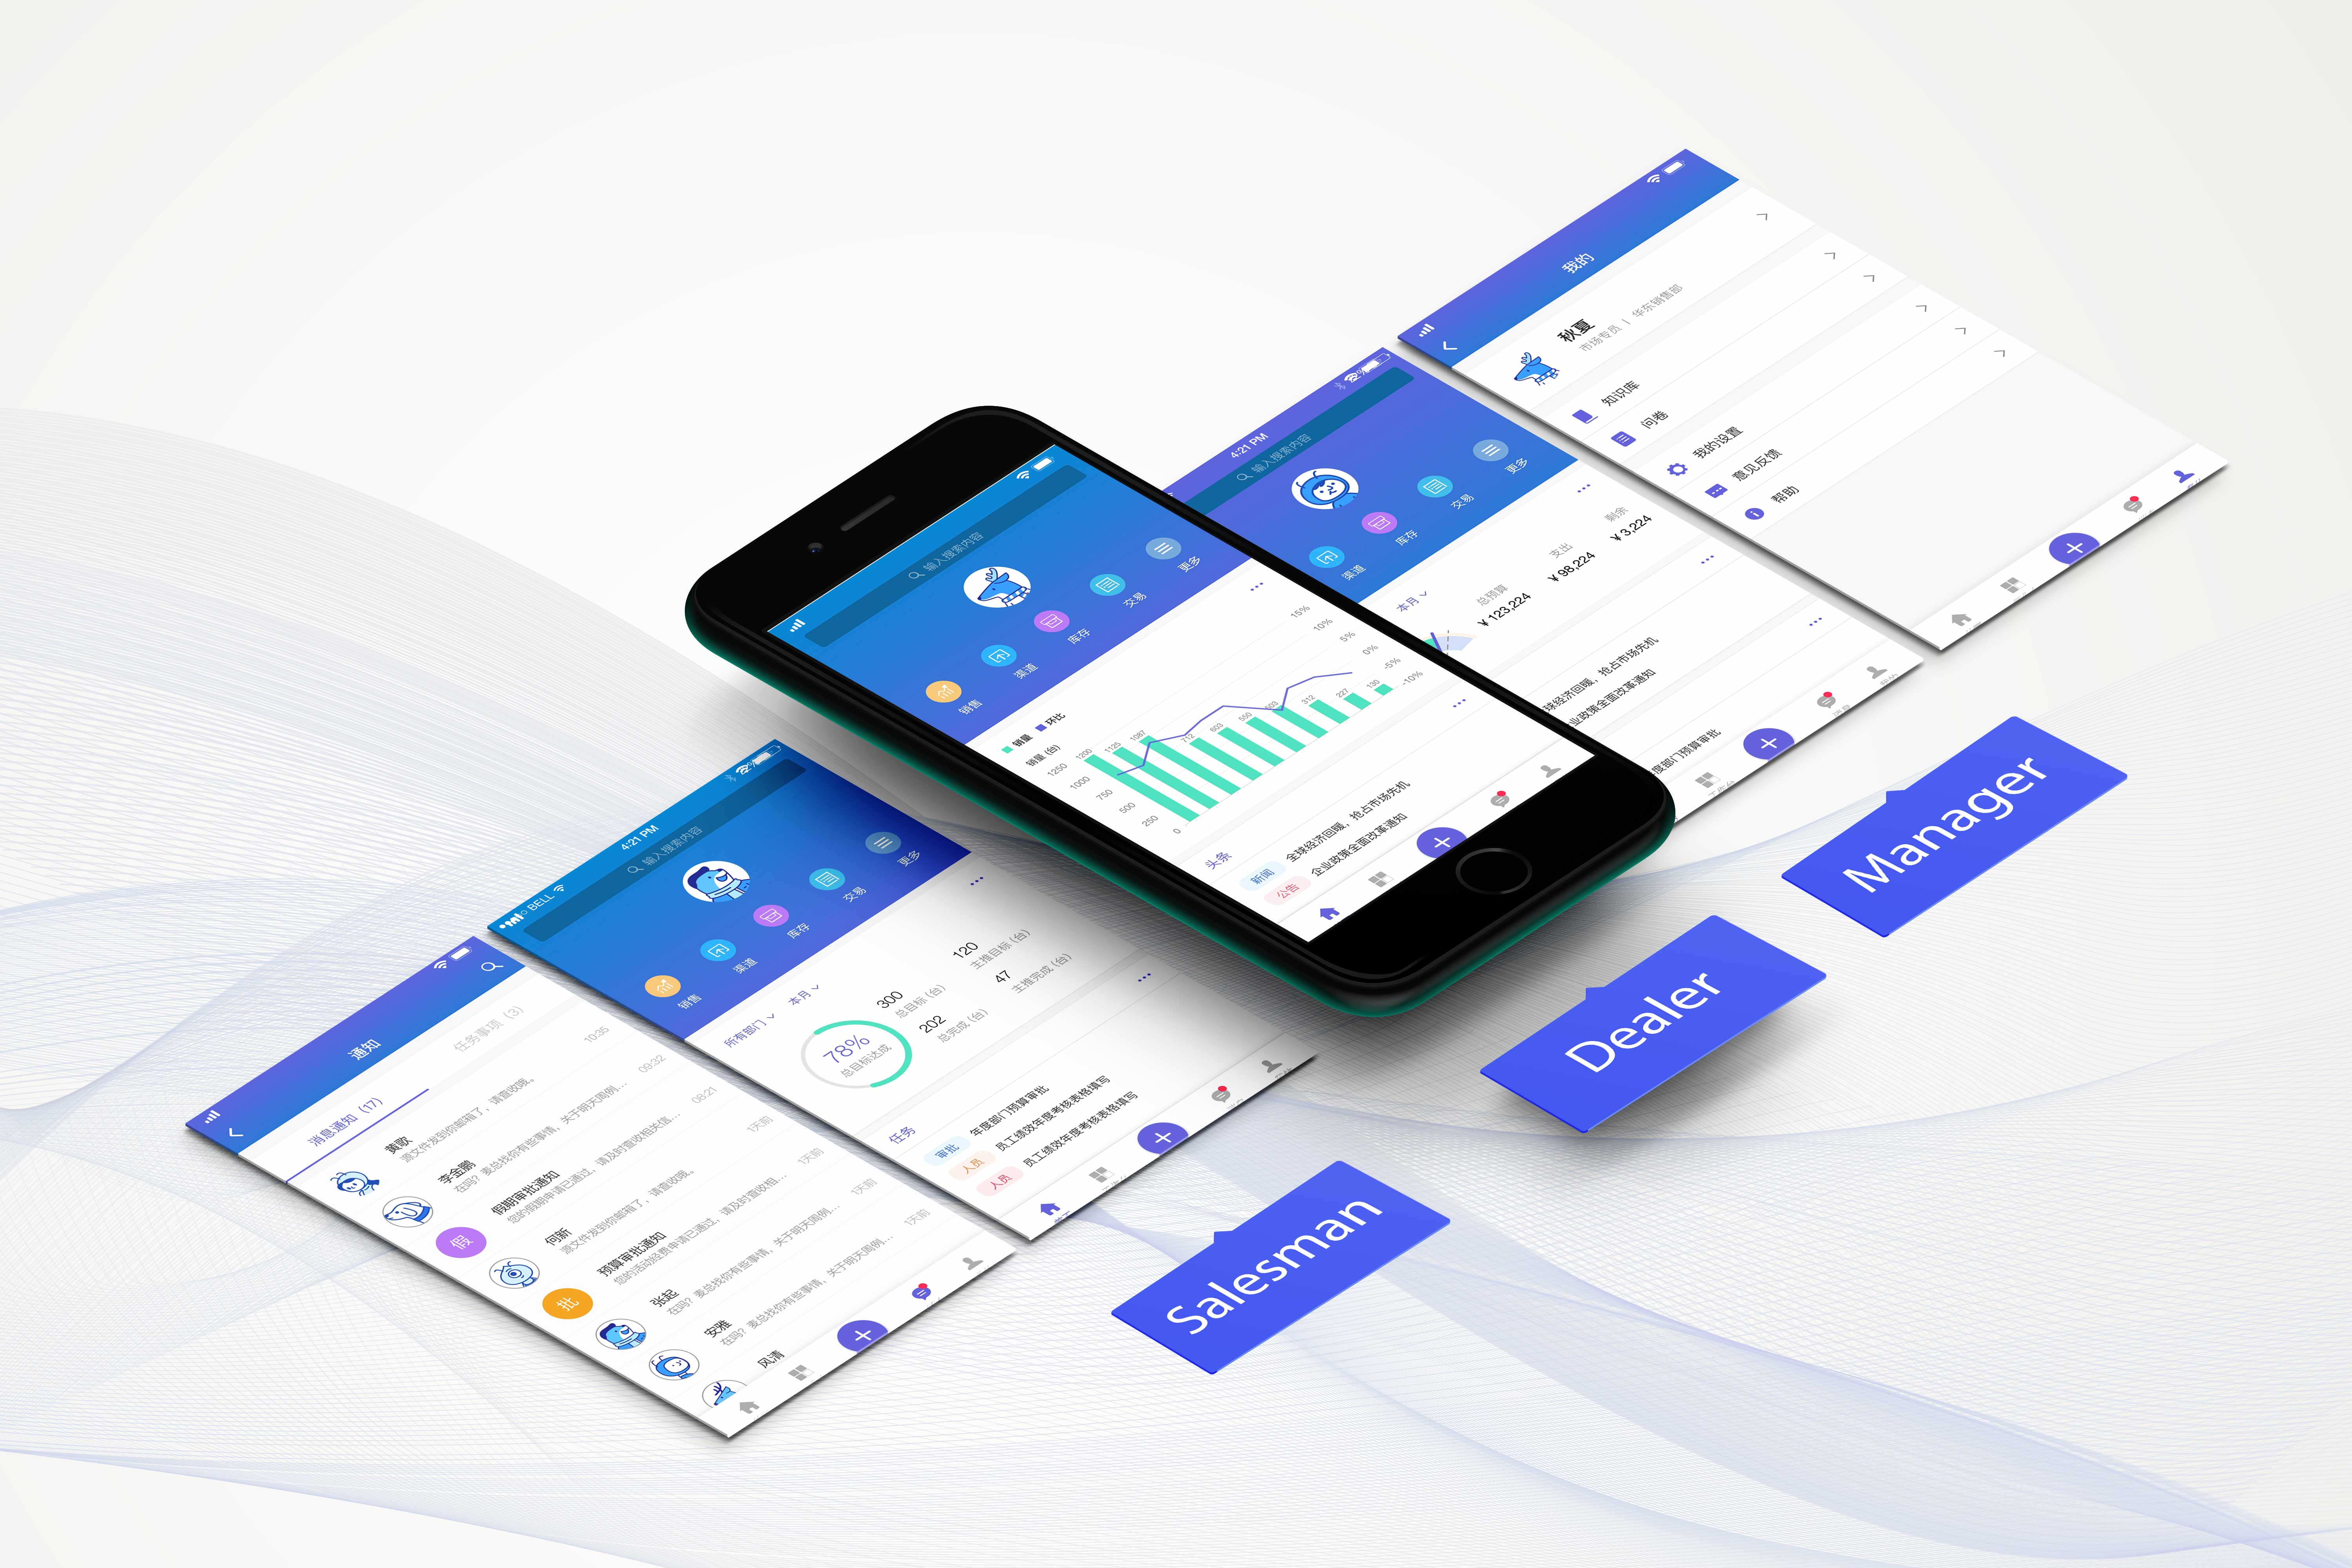 通知
消息通知 (17)
任务事项 (3)
黄歌
源文件发到你邮箱了，请查收哦。
10:35
李金鹏
在吗？麦总找你有些事情，关于明天周例...
09:32
假
假期审批通知
您的假期申请已通过，请及时查收相关信...
08:21
何新
源文件发到你邮箱了，请查收哦。
1天前
批
预算审批通知
您的活动经费申请已通过，请及时查收相...
1天前
张起
在吗？麦总找你有些事情，关于明天周例...
1天前
安雅
在吗？麦总找你有些事情，关于明天周例...
1天前
风清
BELL
4:21 PM
输入搜索内容
销售
渠道
库存
交易
更多
所有部门
本月
78%
总目标达成
300
总目标 (台)
120
主推目标 (台)
202
总完成 (台)
47
主推完成 (台)
任务
审批
年度部门预算审批
人员
员工绩效年度考核表格填写
人员
员工绩效年度考核表格填写
输入搜索内容
销售
渠道
库存
交易
更多
销量
环比
销量 (台)
1250
1000
750
500
250
0
1200
1125
1087
712
603
550
503
312
227
130
15%
10%
5%
0%
-5%
-10%
头条
新闻
全球经济回暖，抢占市场先机
公告
企业政策全面改革通知
4:21 PM
输入搜索内容
渠道
库存
交易
更多
本月
总预算
¥ 123,224
支出
¥ 98,224
剩余
¥ 3,224
球经济回暖，抢占市场先机
业政策全面改革通知
度部门预算审批
我的
秋夏
市场专员 | 华东销售部
知识库
问卷
我的设置
意见反馈
帮助
Manager
Dealer
Salesman